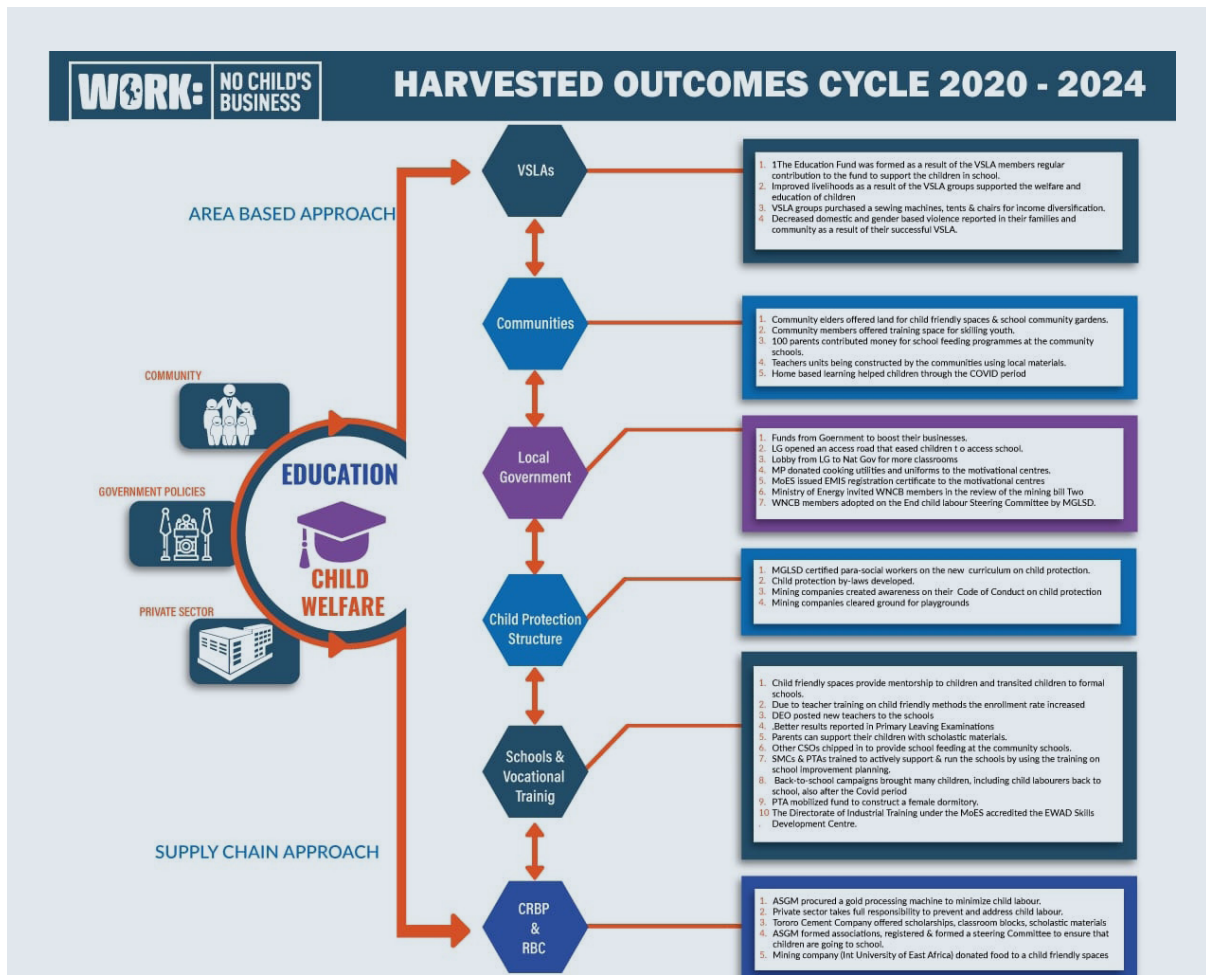 WORK:
NO CHILD'S
BUSINESS
HARVESTED OUTCOMES CYCLE 2020 - 2024
AREA BASED APPROACH
COMMUNITY
GOVERNMENT POLICIES
PRIVATE SECTOR
EDUCATION
CHILD
WELFARE
SUPPLY CHAIN APPROACH
VSLAs
1. 1The Education Fund was formed as a result of the VSLA members regular
contribution to the fund to support the children in school.
2. Improved livelihoods as a result of the VSLA groups supported the welfare and
education of children
3. VSLA groups purchased a sewing machines, tents & chairs for income diversification.
4 Decreased domestic and gender based violence reported in their families and
community as a result of their successful VSLA.
Communities
1. Community elders offered land for child friendly spaces & school community gardens.
2. Community members offered training space for skilling youth.
3. 100 parents contributed money for school feeding programmes at the community
schools.
4. Teachers units being constructed by the communities using local materials.
5. Home based learning helped children through the COVID period
Local
Government
1. Funds from Goernment to boost their businesses.
2. LG opened an access road that eased children t o access school.
3. Lobby from LG to Nat Gov for more classrooms
4. MP donated cooking utilities and uniforms to the motivational centres.
5. MoES issued EMIS registration certificate to the motivational centres
6. Ministry of Energy invited WNCB members in the review of the mining bill Two
7. WNCB members adopted on the End child labour Steering Committee by MGLSD.
Child Protection
Structure
1. MGLSD certified para-social workers on the new curriculum on child protection.
2. Child protection by-laws developed.
3. Mining companies created awareness on their Code of Conduct on child protection
4. Mining companies cleared ground for playgrounds
Schools &
Vocational
Trainig
1. Child friendly spaces provide mentorship to children and transited children to formal
schools.
2. Due to teacher training on child friendly methods the enrollment rate increased
3. DEO posted new teachers to the schools
4. .Better results reported in Primary Leaving Examinations
5. Parents can support their children with scholastic materials.
6. Other CSOs chipped in to provide school feeding at the community schools.
7. SMCs & PTAs trained to actively support & run the schools by using the training on
school improvement planning.
8. Back-to-school campaigns brought many children, including child labourers back to
school, also after the Covid period
9. PTA mobilized fund to construct a female dormitory.
10 The Directorate of Industrial Training under the MoES accredited the EWAD Skills
. Development Centre.
CRBP
&
RBC
1. ASGM procured a gold processing machine to minimize child labour.
2. Private sector takes full responsibility to prevent and address child labour.
3. Tororo Cement Company offered scholarships, classroom blocks, scholastic materials
4. ASGM formed associations, registered & formed a steering Committee to ensure that
children are going to school.
5. Mining company (Int University of East Africa) donated food to a child friendly spaces